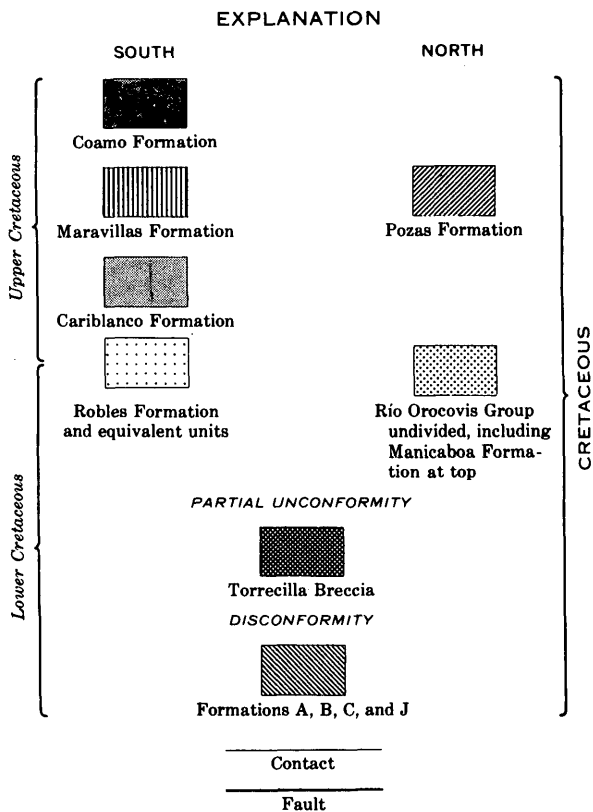 EXPLANATION
SOUTH
NORTH
Upper Cretaceous
Coamo Formation
Maravillas Formation
Pozas Formation
Cariblanco Formation
CRETACEOUS
Lower Cretaceous
Robles Formation
and equivalent units
Río Orocovis Group
undivided, including
Manicaboa Forma-
tion at top
PARTIAL UNCONFORMITY
Torrecilla Breccia
DISCONFORMITY
Formations A, B, C, and J
Contact
Fault